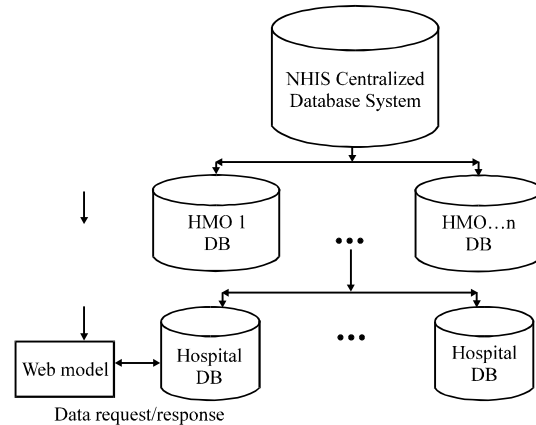 NHIS Centralized
Database System
HMO 1
DB
...
HMO...n
DB
Web model
Hospital
DB
...
Hospital
DB
Data request/response